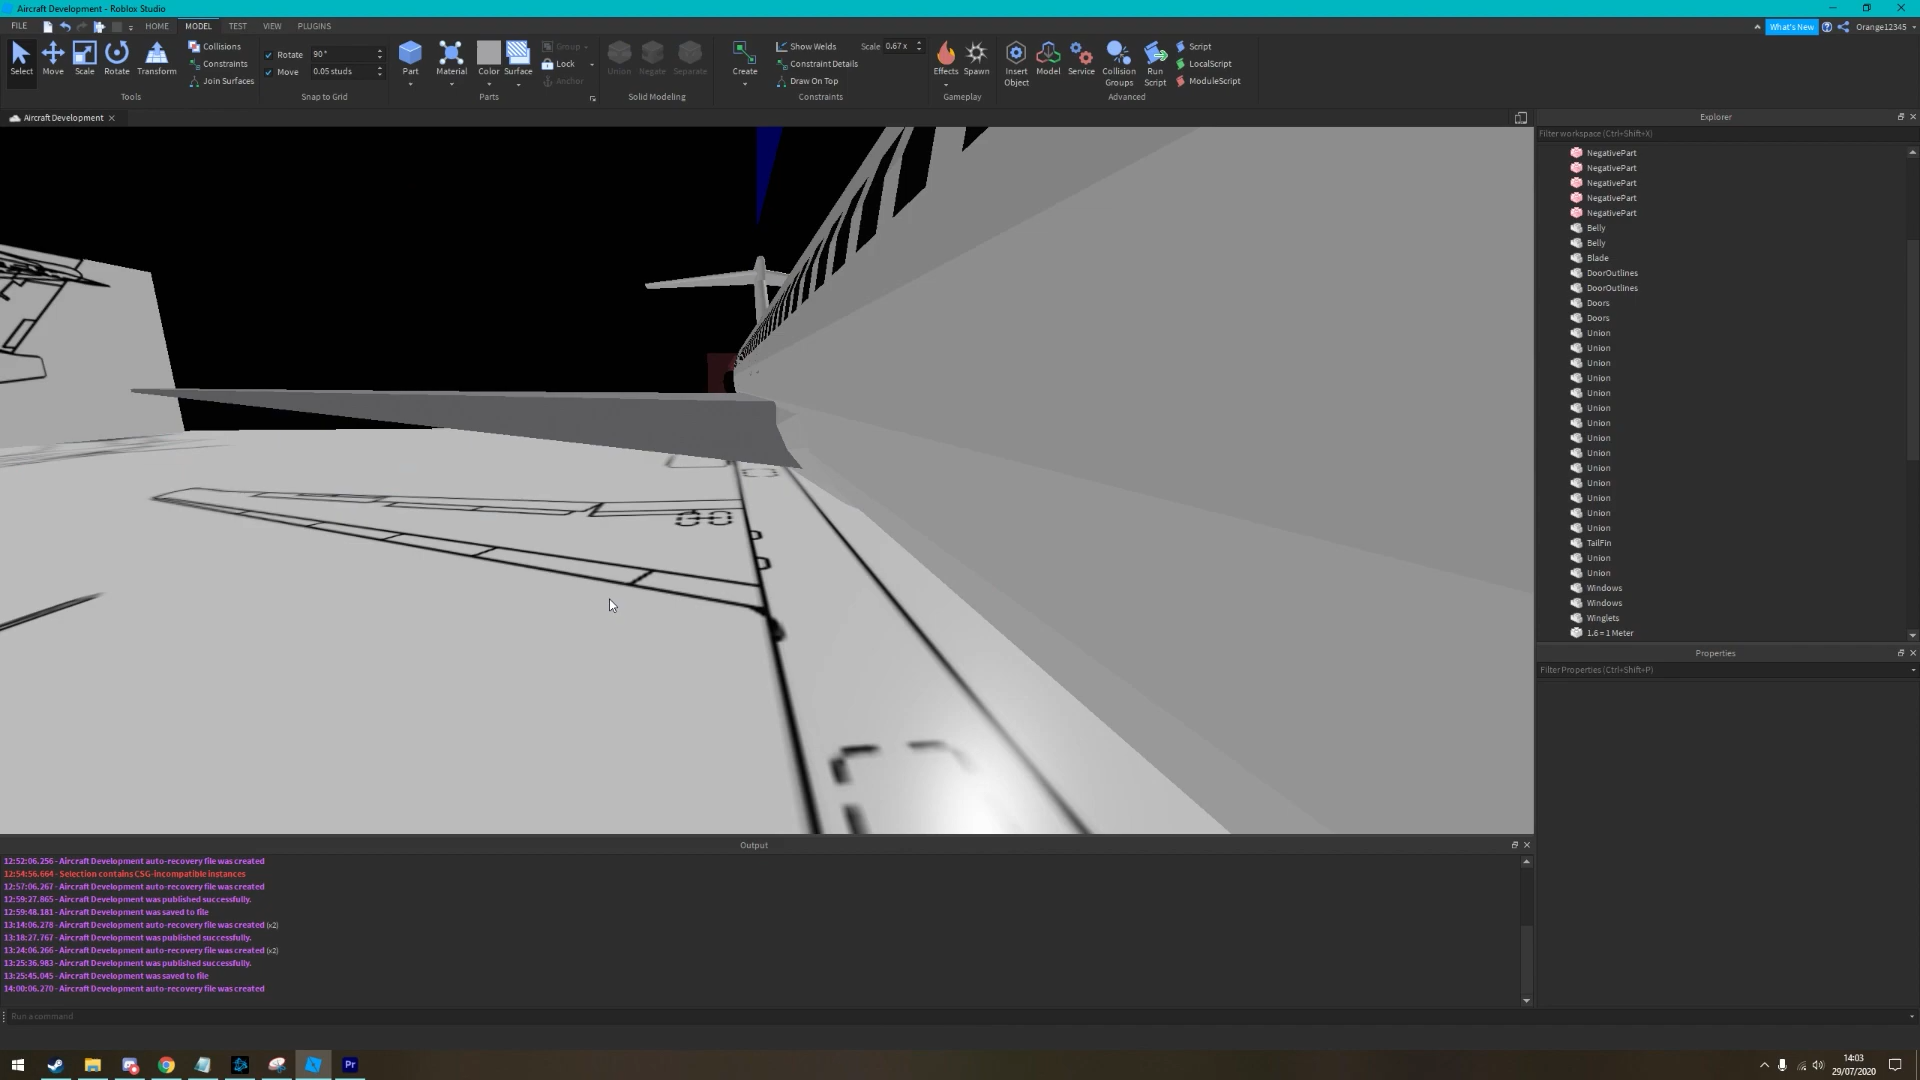 Aircraft Development - Roblox Studio
FILE HOME MODEL TEST VIEW PLUGINS What's New Orange12345
Select Move Scale Rotate Transform
Collisions
Constraints
Join Surfaces
Tools
Rotate 90°
Move 0.05 studs
Snap to Grid
Part Material Color Surface
Group
Lock
Anchor
Parts
Union Negate Separate
Solid Modeling
Create
Show Welds Scale 0.67 x
Constraint Details
Draw On Top
Constraints
Effects Spawn
Gameplay
Insert Object
Model
Service
Collision Groups
Run Script
Script
LocalScript
ModuleScript
Advanced
Aircraft Development
Explorer
Filter workspace (Ctrl+Shift+X)
NegativePart
NegativePart
NegativePart
NegativePart
NegativePart
Belly
Belly
Blade
DoorOutlines
DoorOutlines
Doors
Doors
Union
Union
Union
Union
Union
Union
Union
Union
Union
Union
Union
Union
Union
Union
TailFin
Union
Union
Windows
Windows
Winglets
1.6 = 1 Meter
Properties
Filter Properties (Ctrl+Shift+P)
Output
12:52:06.256 - Aircraft Development auto-recovery file was created
12:54:56.664 - Selection contains CSG-incompatible instances
12:57:06.267 - Aircraft Development auto-recovery file was created
12:59:27.865 - Aircraft Development was published successfully.
12:59:48.181 - Aircraft Development was saved to file
13:14:06.278 - Aircraft Development auto-recovery file was created (x2)
13:18:27.767 - Aircraft Development was published successfully.
13:24:06.266 - Aircraft Development auto-recovery file was created (x2)
13:25:36.983 - Aircraft Development was published successfully.
13:25:45.045 - Aircraft Development was saved to file
14:00:06.270 - Aircraft Development auto-recovery file was created
Run a command
Pr
14:03
29/07/2020